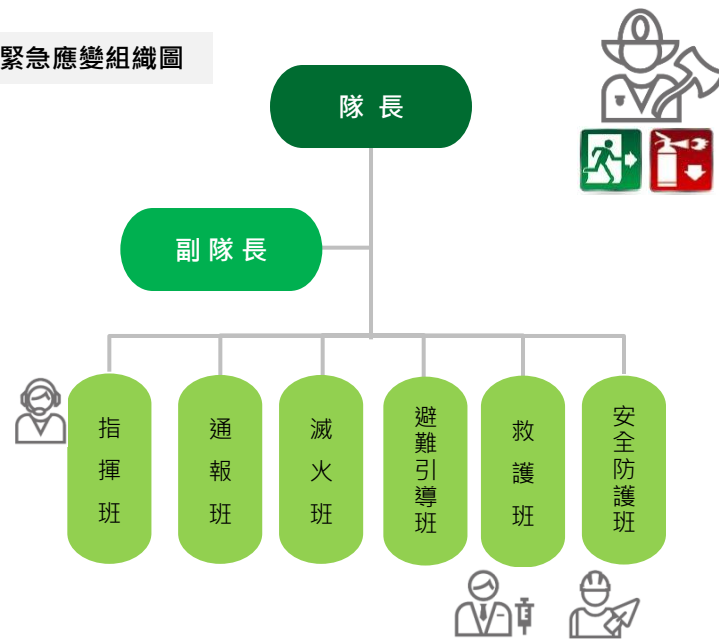 緊急應變組織圖
隊長
副隊長
指揮班
通報班
滅火班
避難引導班
救護班
安全防護班